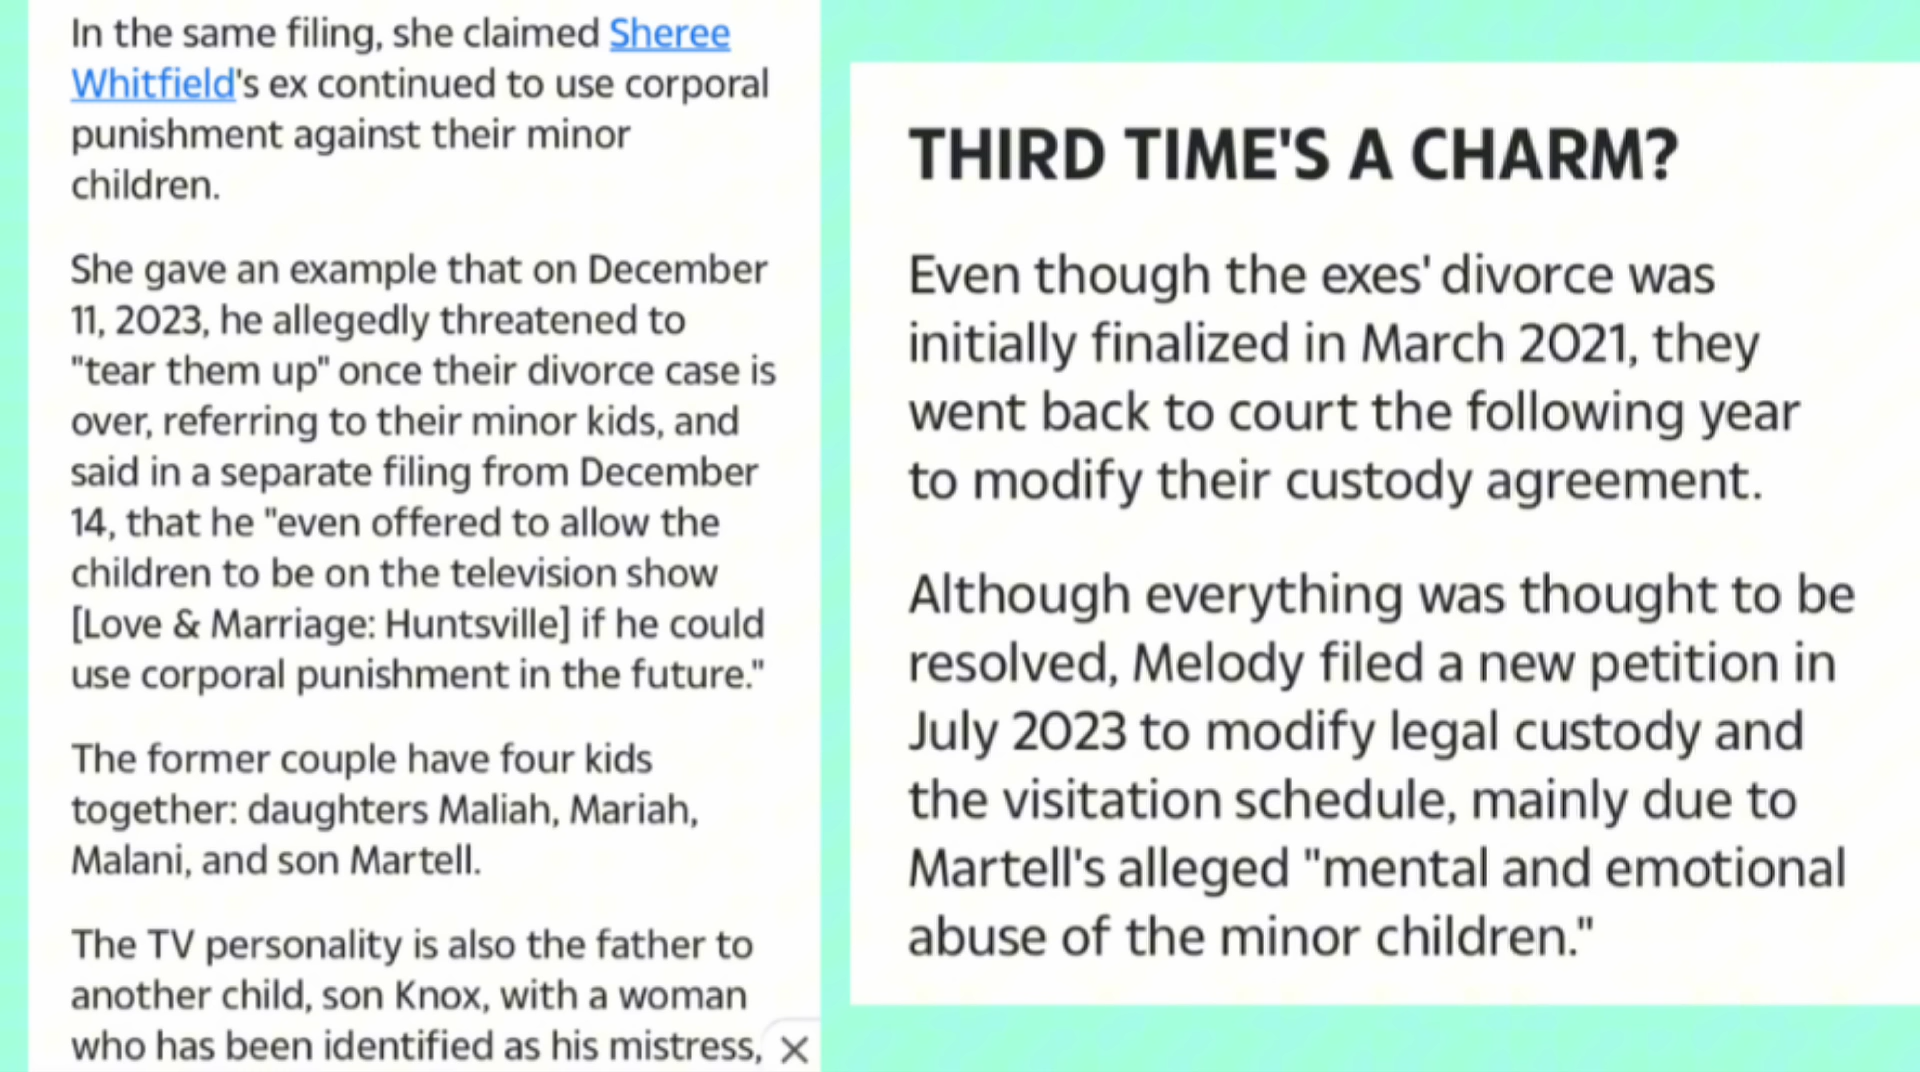 In the same filing, she claimed Sheree
Whitfield's ex continued to use corporal
punishment against their minor
children.
She gave an example that on December
11, 2023, he allegedly threatened to
"tear them up" once their divorce case is
over, referring to their minor kids, and
said in a separate filing from December
14, that he "even offered to allow the
children to be on the television show
[Love & Marriage: Huntsville] if he could
use corporal punishment in the future."
The former couple have four kids
together: daughters Maliah, Mariah,
Malani, and son Martell.
The TV personality is also the father to
another child, son Knox, with a woman
who has been identified as his mistress,
THIRD TIME'S A CHARM?
Even though the exes' divorce was
initially finalized in March 2021, they
went back to court the following year
to modify their custody agreement.
Although everything was thought to be
resolved, Melody filed a new petition in
July 2023 to modify legal custody and
the visitation schedule, mainly due to
Martell's alleged "mental and emotional
abuse of the minor children."